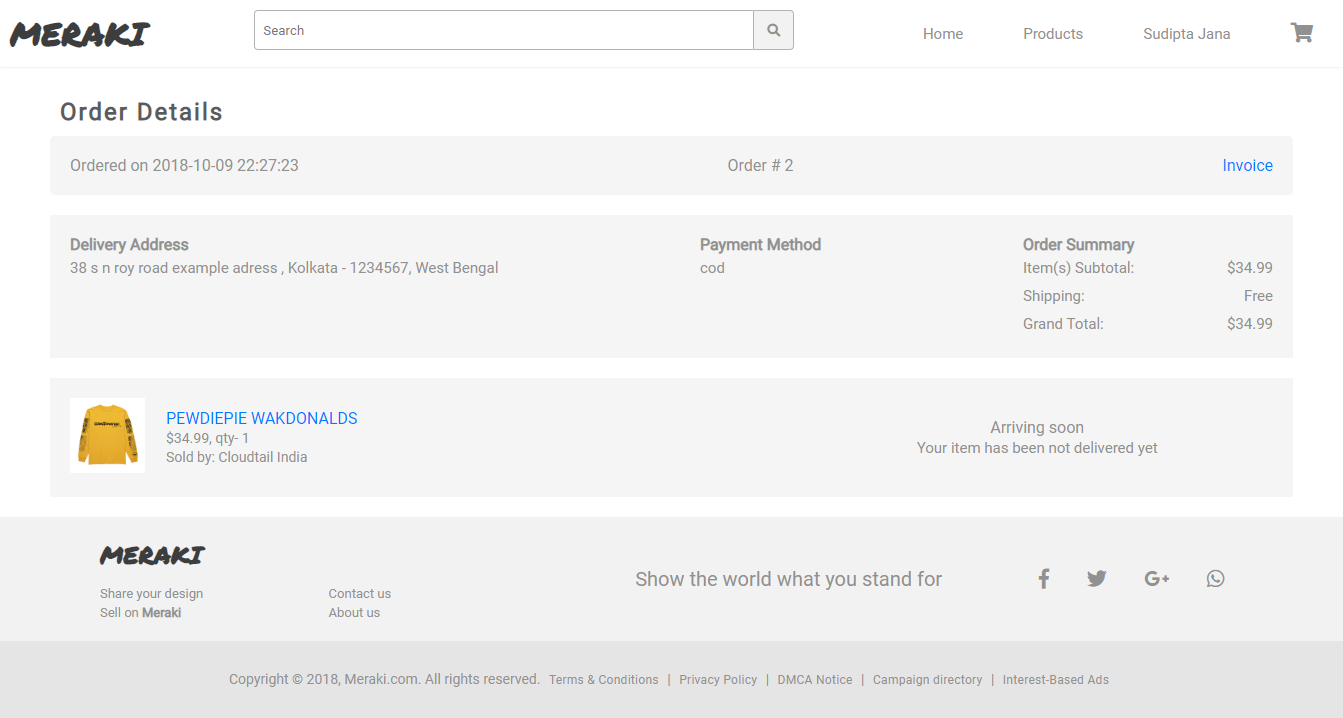 MERAKI
Search
Home
Products
Sudipta Jana
Order Details
Ordered on 2018-10-09 22:27:23
Order # 2
Invoice
Delivery Address
38 s n roy road example adress , Kolkata - 1234567, West Bengal
Payment Method
cod
Order Summary
Item(s) Subtotal: $34.99
Shipping: Free
Grand Total: $34.99
PEWDIEPIE WAKDONALDS
$34.99, qty- 1
Sold by: Cloudtail India
Arriving soon
Your item has been not delivered yet
MERAKI
Share your design
Sell on Meraki
Contact us
About us
Show the world what you stand for
Copyright © 2018, Meraki.com. All rights reserved. Terms & Conditions | Privacy Policy | DMCA Notice | Campaign directory | Interest-Based Ads